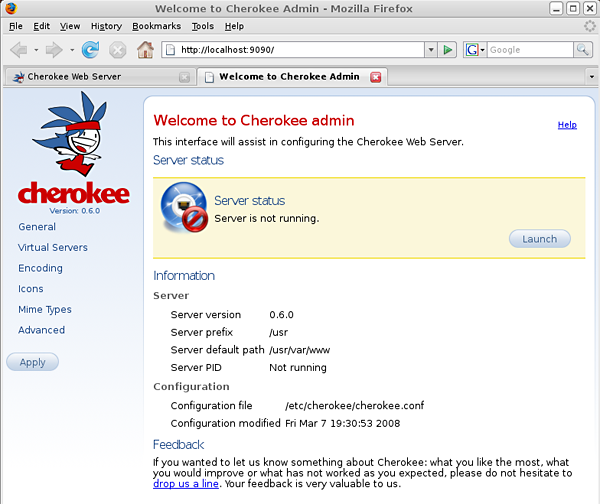 Welcome to Cherokee Admin - Mozilla Firefox
File Edit View History Bookmarks Tools Help
http://localhost:9090/
G Google
Cherokee Web Server
Welcome to Cherokee Admin
cherokee
Version: 0.6.0
General
Virtual Servers
Encoding
Icons
Mime Types
Advanced
Apply
Welcome to Cherokee admin
Help
This interface will assist in configuring the Cherokee Web Server.
Server status
Server status
Server is not running.
Launch
Information
Server
Server version 0.6.0
Server prefix /usr
Server default path /usr/var/www
Server PID Not running
Configuration
Configuration file /etc/cherokee/cherokee.conf
Configuration modified Fri Mar 7 19:30:53 2008
Feedback
If you wanted to let us know something about Cherokee: what you like the most, what
you would improve or what has not worked as you expected, please do not hesitate to
drop us a line. Your feedback is very valuable to us.